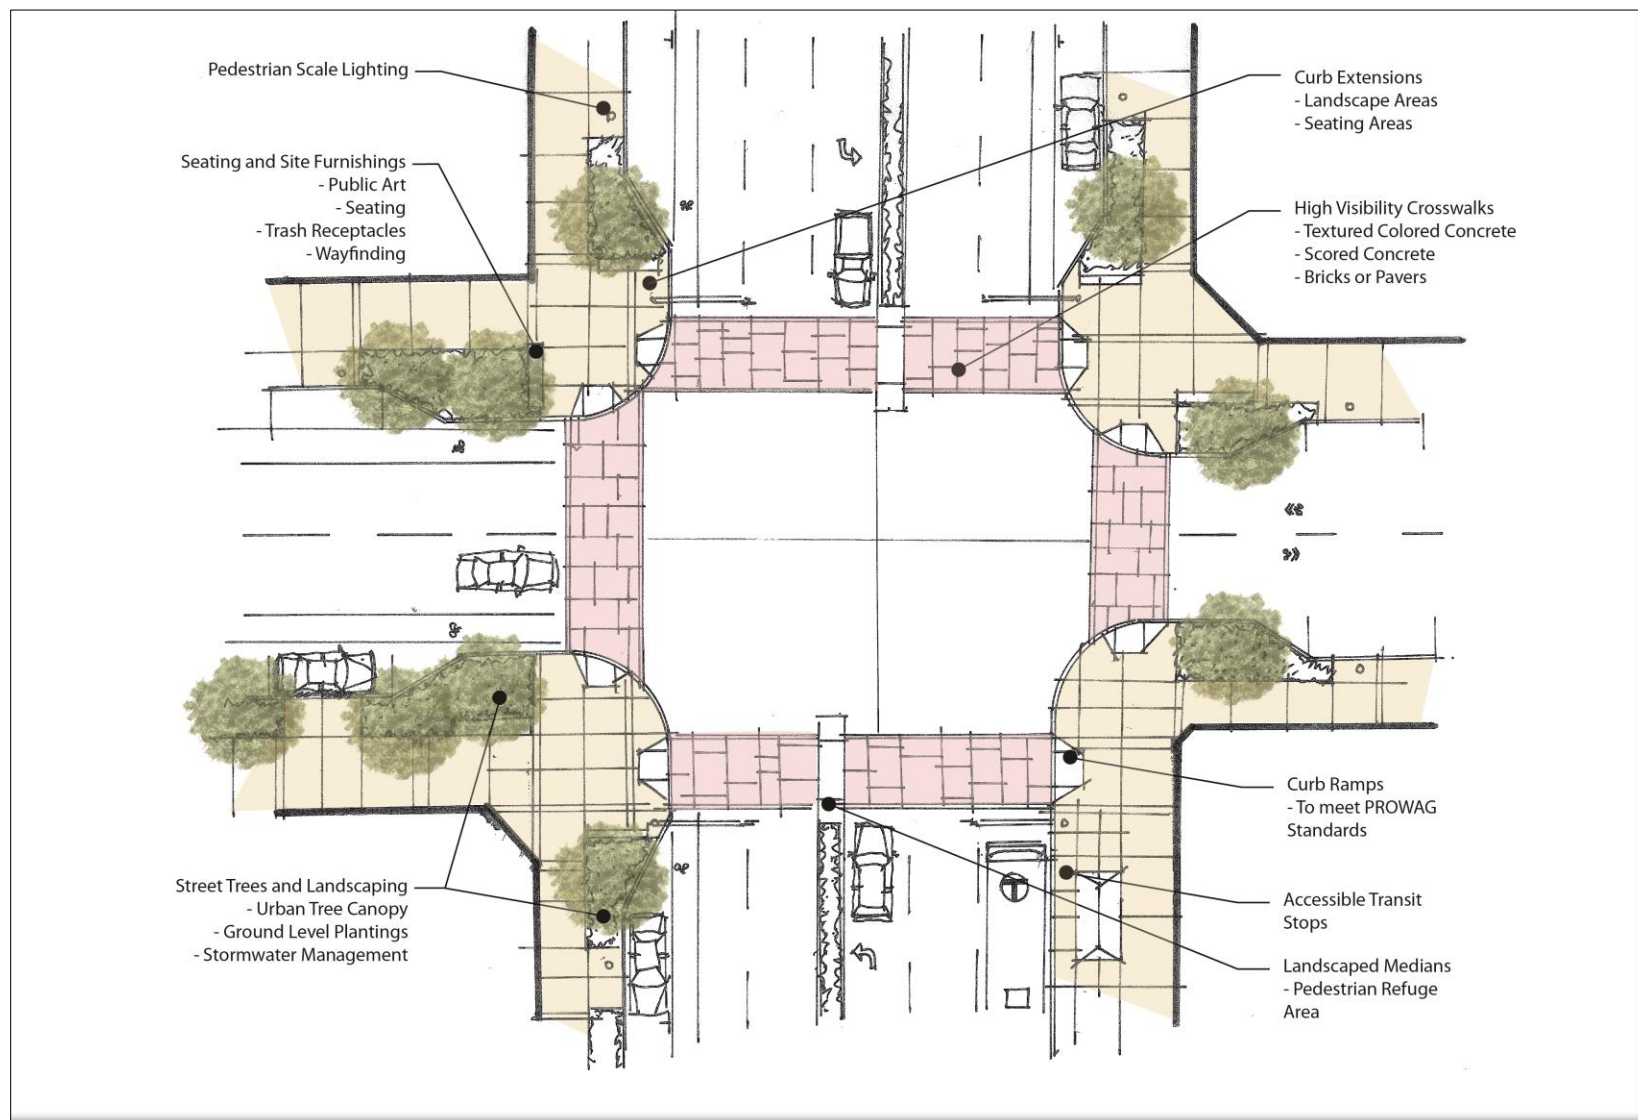 Pedestrian Scale Lighting
Seating and Site Furnishings
- Public Art
- Seating
- Trash Receptacles
- Wayfinding
Street Trees and Landscaping
- Urban Tree Canopy
- Ground Level Plantings
- Stormwater Management
Curb Extensions
- Landscape Areas
- Seating Areas
High Visibility Crosswalks
- Textured Colored Concrete
- Scored Concrete
- Bricks or Pavers
Curb Ramps
- To meet PROWAG
Standards
Accessible Transit
Stops
Landscaped Medians
- Pedestrian Refuge
Area
T